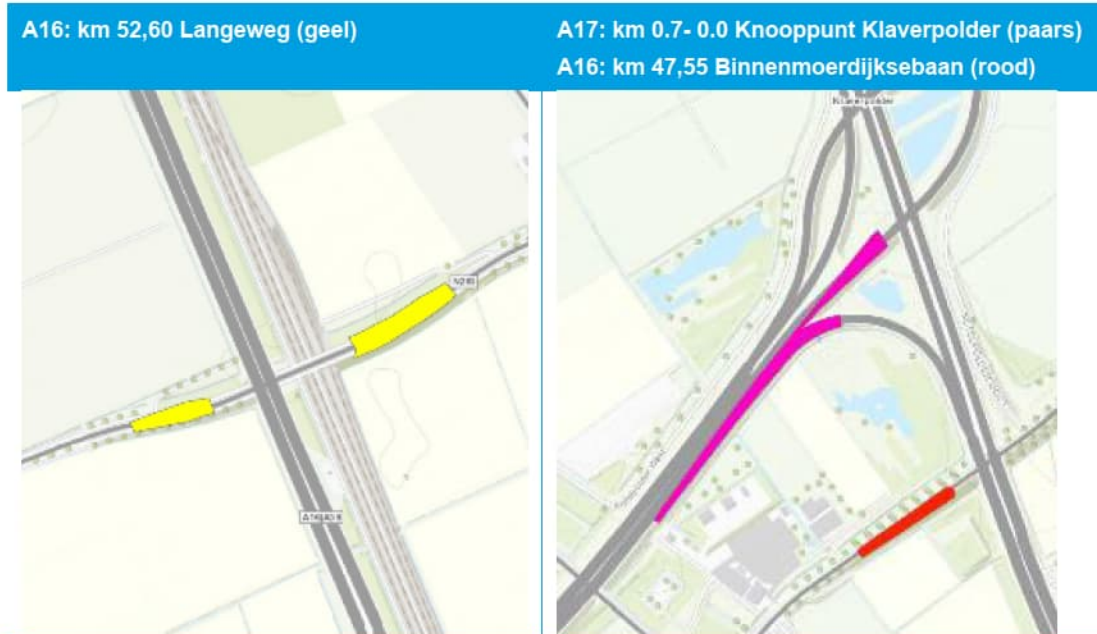 A16: km 52,60 Langeweg (geel)
A17: km 0.7- 0.0 Knooppunt Klaverpolder (paars)
A16: km 47,55 Binnenmoerdijksebaan (rood)
Klaverpolder